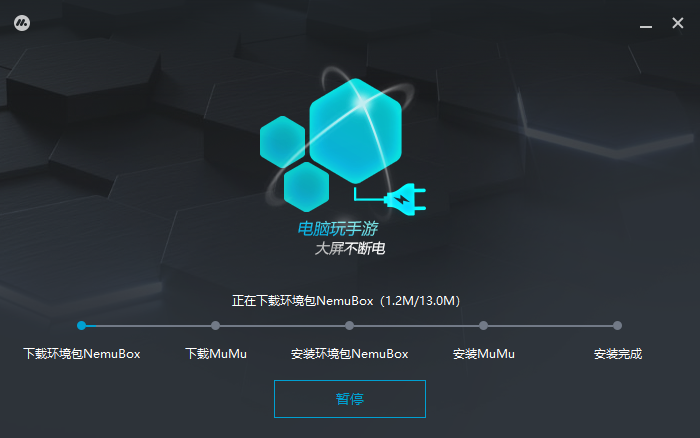 电脑玩手游
大屏不断电
正在下载环境包NemuBox（1.2M/13.0M）
下载环境包NemuBox
下载MuMu
安装环境包NemuBox
安装MuMu
安装完成
暂停